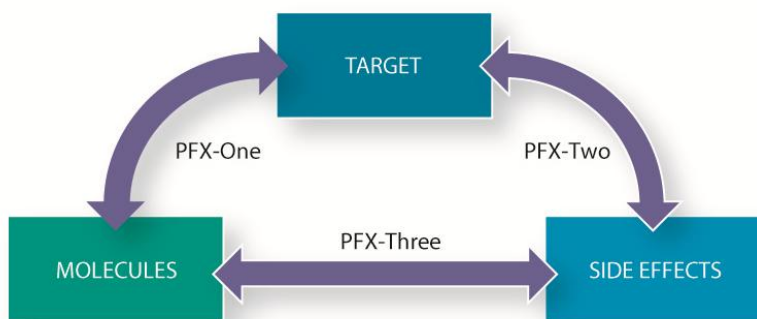 TARGET
PFX-One
PFX-Two
PFX-Three
MOLECULES
SIDE EFFECTS